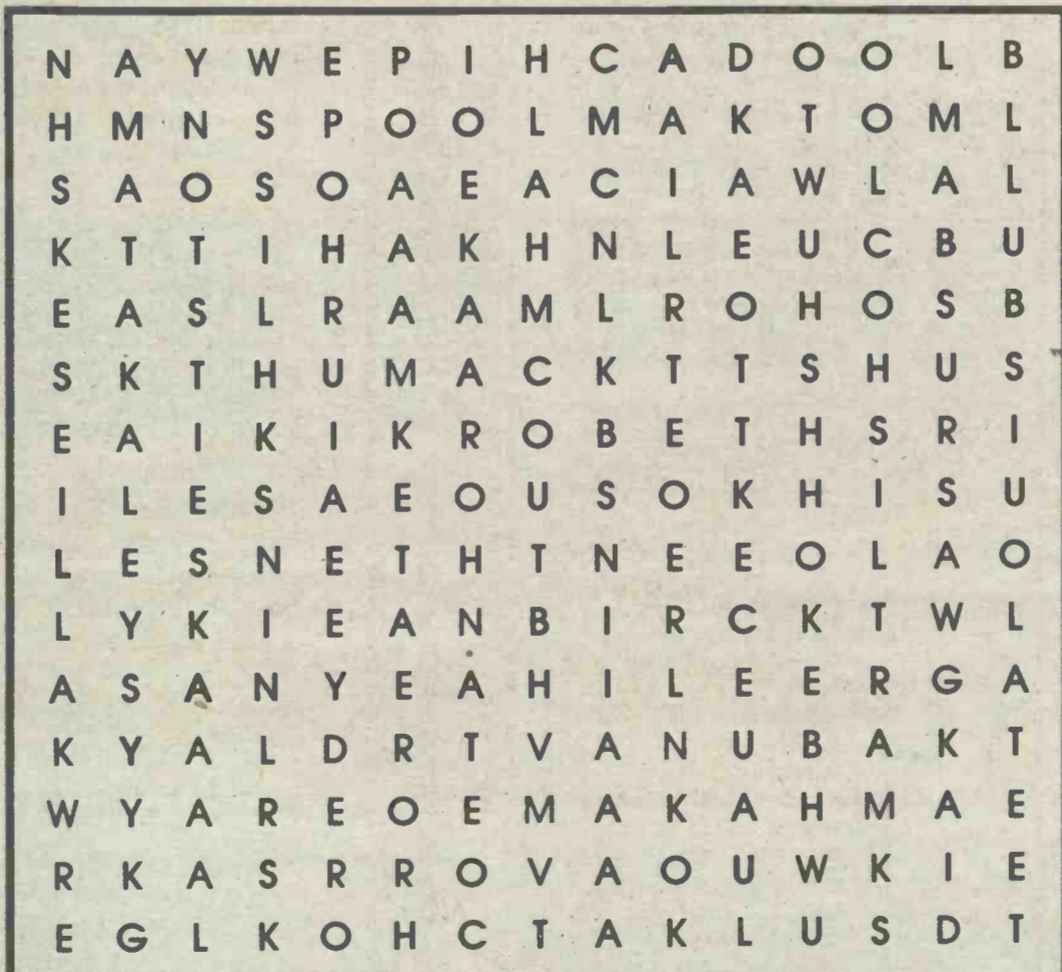 N A Y W E P I H C A D O O L B
H M N S P O O L M A K T O M L
S A O S O A E A C I A W L A L
K T T I H A K H N L E U C B U
E A S L R A A M L R O H O S B
S K T H U M A C K T T S H U S
E A I K I K R O B E T H S R I
I L E S A E O U S O K H I S U
L E S N E T H T N E E O L A O
L Y K I E A N B I R C K T W L
A S A N Y E A H I L E E R G A
K Y A L D R T V A N U B A K T
W Y A R E O E M A K A H M A E
R K A S R R O V A O U W K I E
E G L K O H C T A K L U S D T